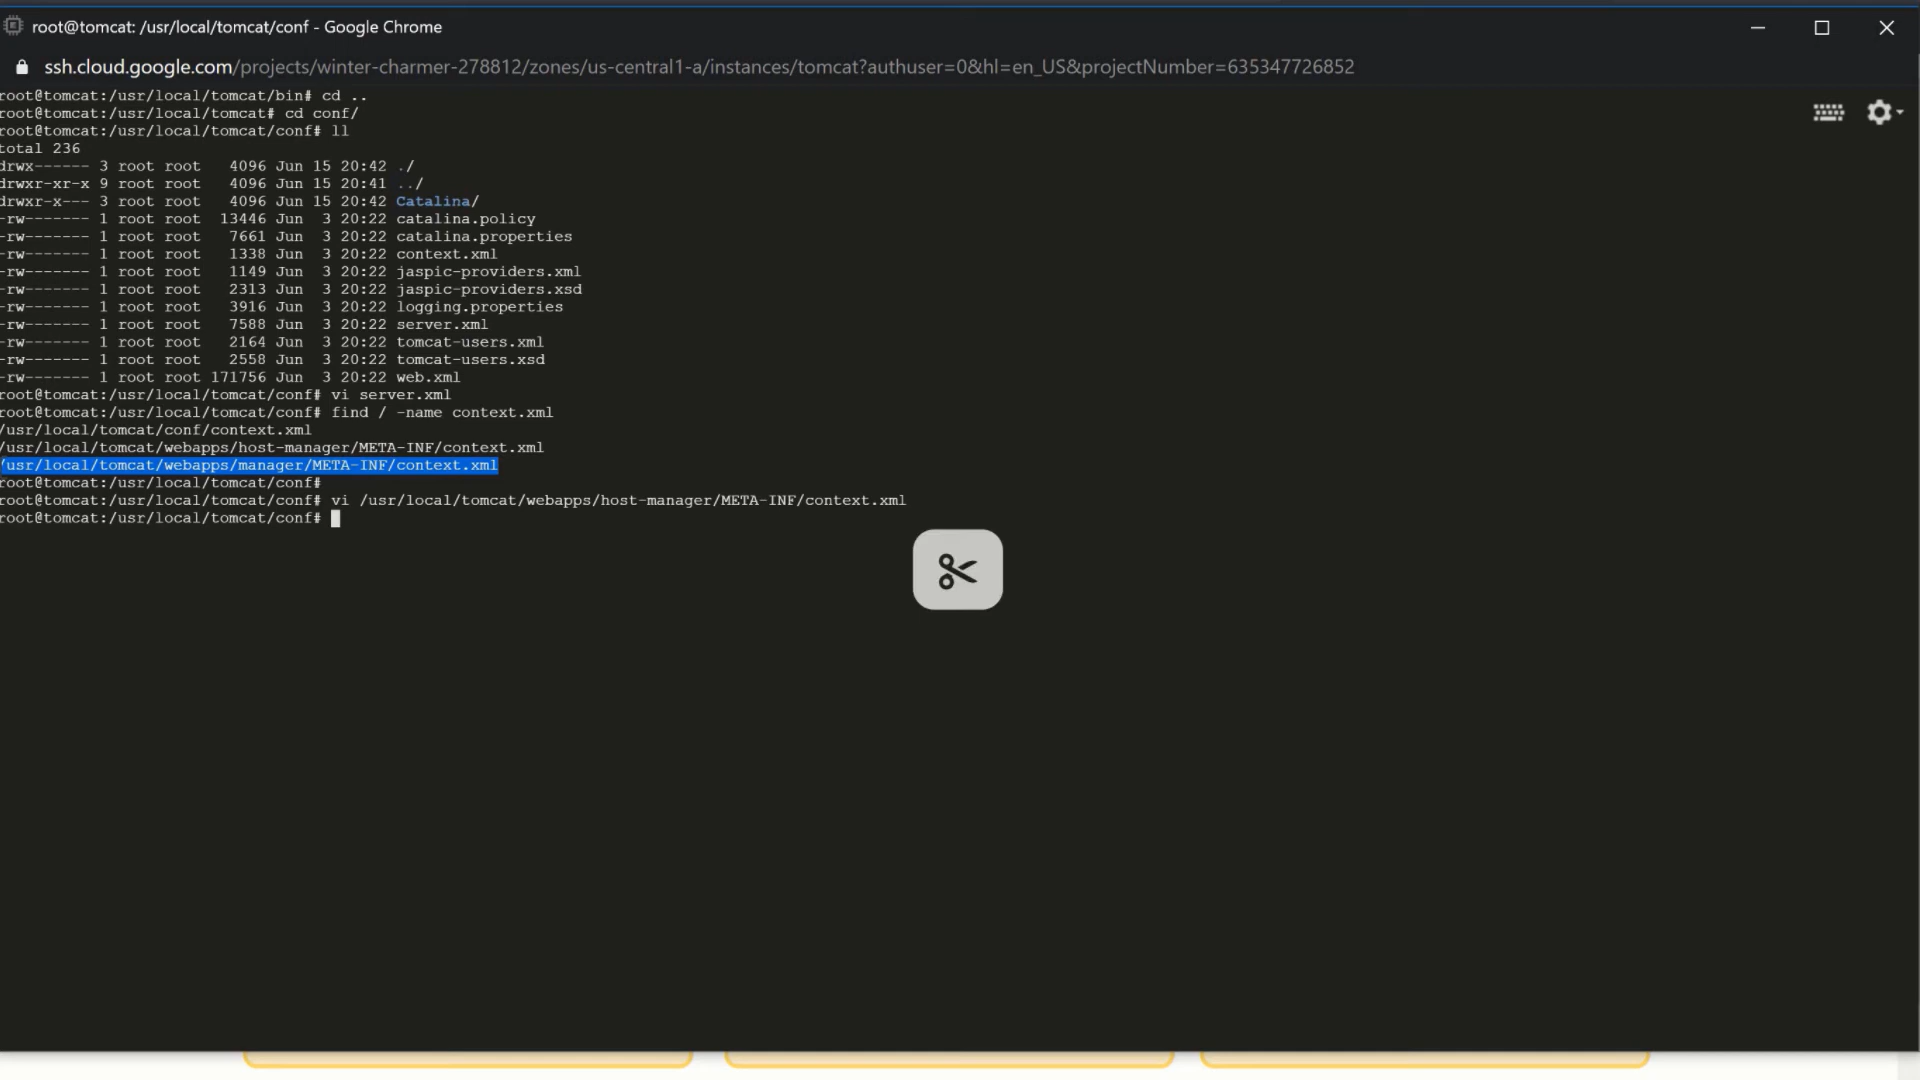 root@tomcat: /usr/local/tomcat/conf - Google Chrome
ssh.cloud.google.com/projects/winter-charmer-278812/zones/us-central1-a/instances/tomcat?authuser=0&hl=en_US&projectNumber=635347726852
root@tomcat:/usr/local/tomcat/bin# cd ..
root@tomcat:/usr/local/tomcat# cd conf/
root@tomcat:/usr/local/tomcat/conf# ll
total 236
drwx------ 3 root root   4096 Jun 15 20:42 ./
drwxr-xr-x 9 root root   4096 Jun 15 20:41 ../
drwxr-x--- 3 root root   4096 Jun 15 20:42 Catalina/
-rw------- 1 root root  13446 Jun  3 20:22 catalina.policy
-rw------- 1 root root   7661 Jun  3 20:22 catalina.properties
-rw------- 1 root root   1338 Jun  3 20:22 context.xml
-rw------- 1 root root   1149 Jun  3 20:22 jaspic-providers.xml
-rw------- 1 root root   2313 Jun  3 20:22 jaspic-providers.xsd
-rw------- 1 root root   3916 Jun  3 20:22 logging.properties
-rw------- 1 root root   7588 Jun  3 20:22 server.xml
-rw------- 1 root root   2164 Jun  3 20:22 tomcat-users.xml
-rw------- 1 root root   2558 Jun  3 20:22 tomcat-users.xsd
-rw------- 1 root root 171756 Jun  3 20:22 web.xml
root@tomcat:/usr/local/tomcat/conf# vi server.xml
root@tomcat:/usr/local/tomcat/conf# find / -name context.xml
/usr/local/tomcat/conf/context.xml
/usr/local/tomcat/webapps/host-manager/META-INF/context.xml
/usr/local/tomcat/webapps/manager/META-INF/context.xml
root@tomcat:/usr/local/tomcat/conf#
root@tomcat:/usr/local/tomcat/conf# vi /usr/local/tomcat/webapps/host-manager/META-INF/context.xml
root@tomcat:/usr/local/tomcat/conf#